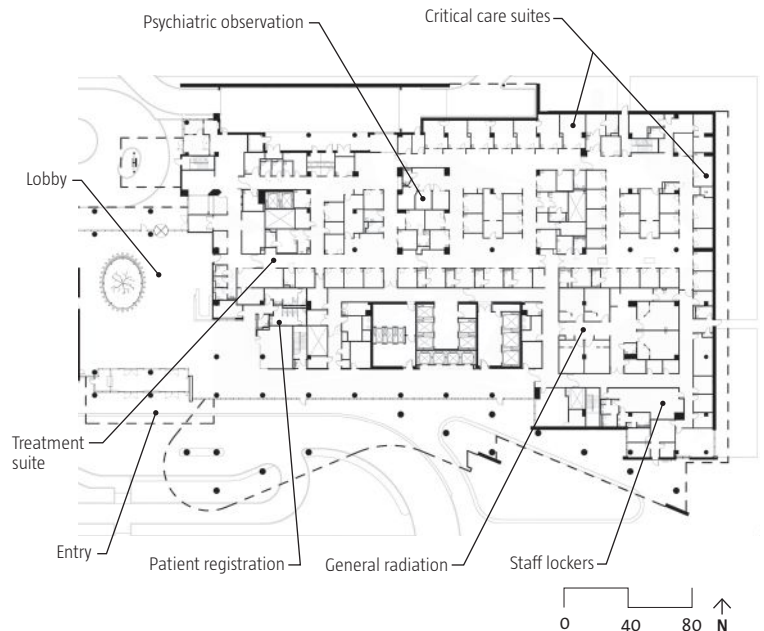 Psychiatric observation
Critical care suites
Lobby
Treatment
suite
Entry
Patient registration
General radiation
Staff lockers
0 40 80 N